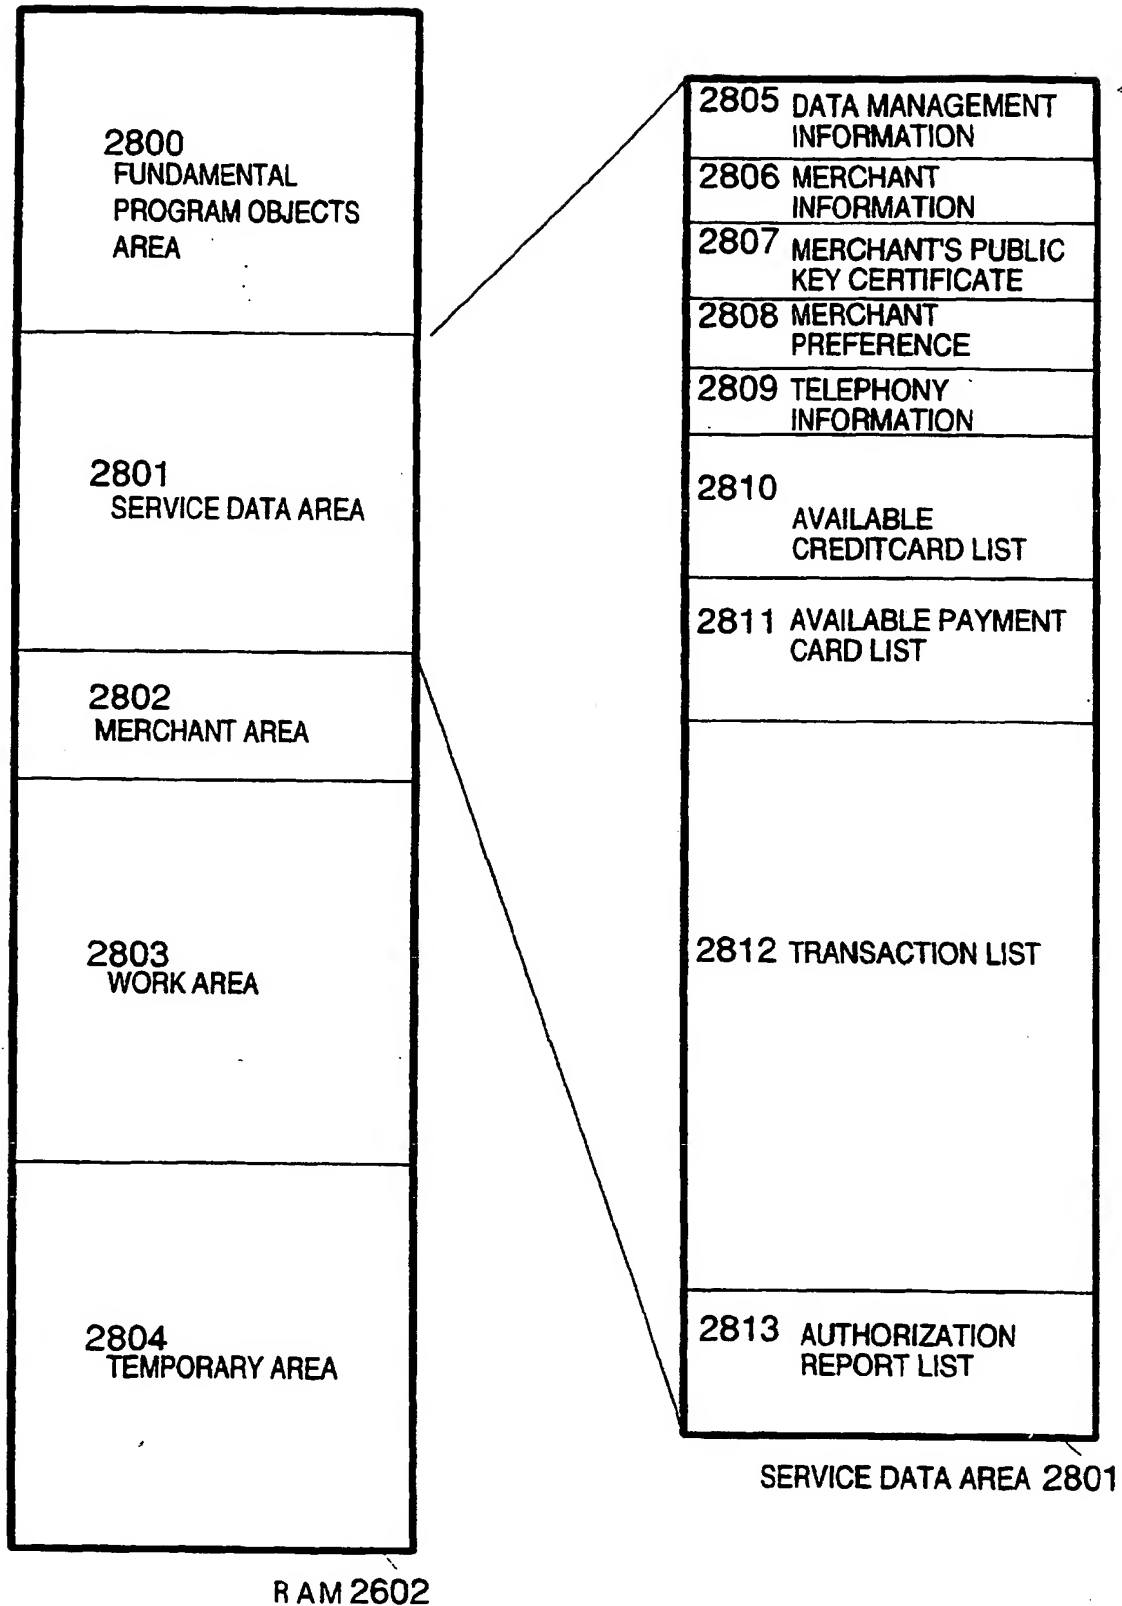 2800
FUNDAMENTAL
PROGRAM OBJECTS
AREA
2801
SERVICE DATA AREA
2802
MERCHANT AREA
2803
WORK AREA
2804
TEMPORARY AREA
RAM 2602
2805 DATA MANAGEMENT
INFORMATION
2806 MERCHANT
INFORMATION
2807 MERCHANT'S PUBLIC
KEY CERTIFICATE
2808 MERCHANT
PREFERENCE
2809 TELEPHONY
INFORMATION
2810
AVAILABLE
CREDITCARD LIST
2811 AVAILABLE PAYMENT
CARD LIST
2812 TRANSACTION LIST
2813 AUTHORIZATION
REPORT LIST
SERVICE DATA AREA 2801